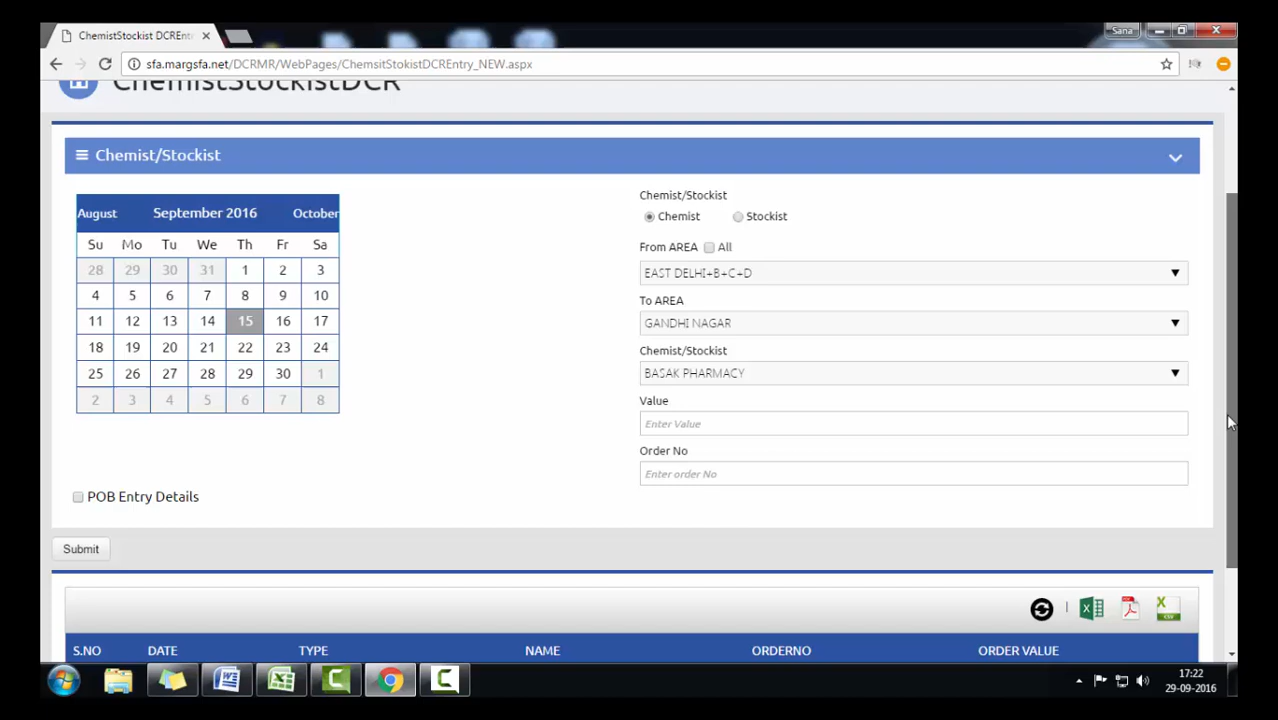 ChemistStockist DCREnt
Sana
sfa.margsfa.net/DCRMR/WebPages/ChemsitStokistDCREntry_NEW.aspx
ChemistStockistDCR
Chemist/Stockist
August September 2016 October
Su Mo Tu We Th Fr Sa
28 29 30 31 1 2 3
4 5 6 7 8 9 10
11 12 13 14 15 16 17
18 19 20 21 22 23 24
25 26 27 28 29 30 1
2 3 4 5 6 7 8
POB Entry Details
Chemist/Stockist
Chemist Stockist
From AREA All
EAST DELHI+B+C+D
To AREA
GANDHI NAGAR
Chemist/Stockist
BASAK PHARMACY
Value
Enter Value
Order No
Enter order No
Submit
S.NO DATE TYPE NAME ORDERNO ORDER VALUE
17:22
29-09-2016